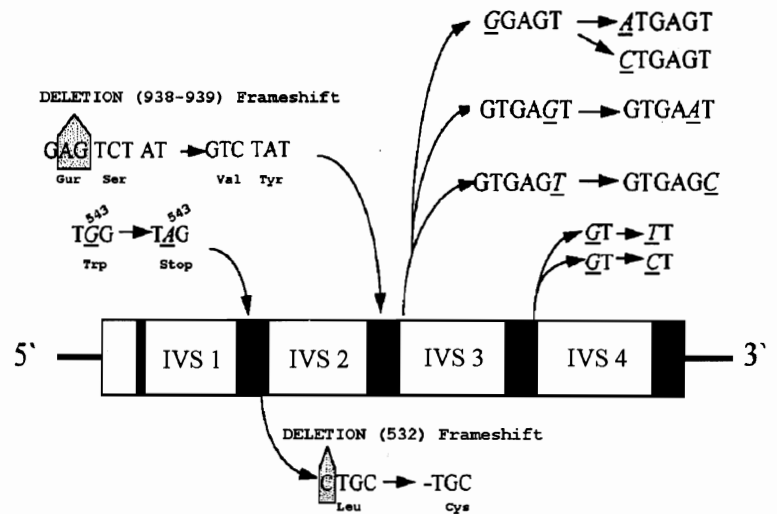 GGAGT → ATGAGT
CTGAGT
DELETION (938-939) Frameshift
GAG TCT AT → GTC TAT
Gur Ser Val Tyr
GTGAGT → GTGAAT
GTGAGT → GTGAGC
543 543
TGG → TAG
Trp Stop
GT → TT
GT → CT
5` IVS 1 IVS 2 IVS 3 IVS 4 3`
DELETION (532) Frameshift
CTGC → -TGC
Leu Cys